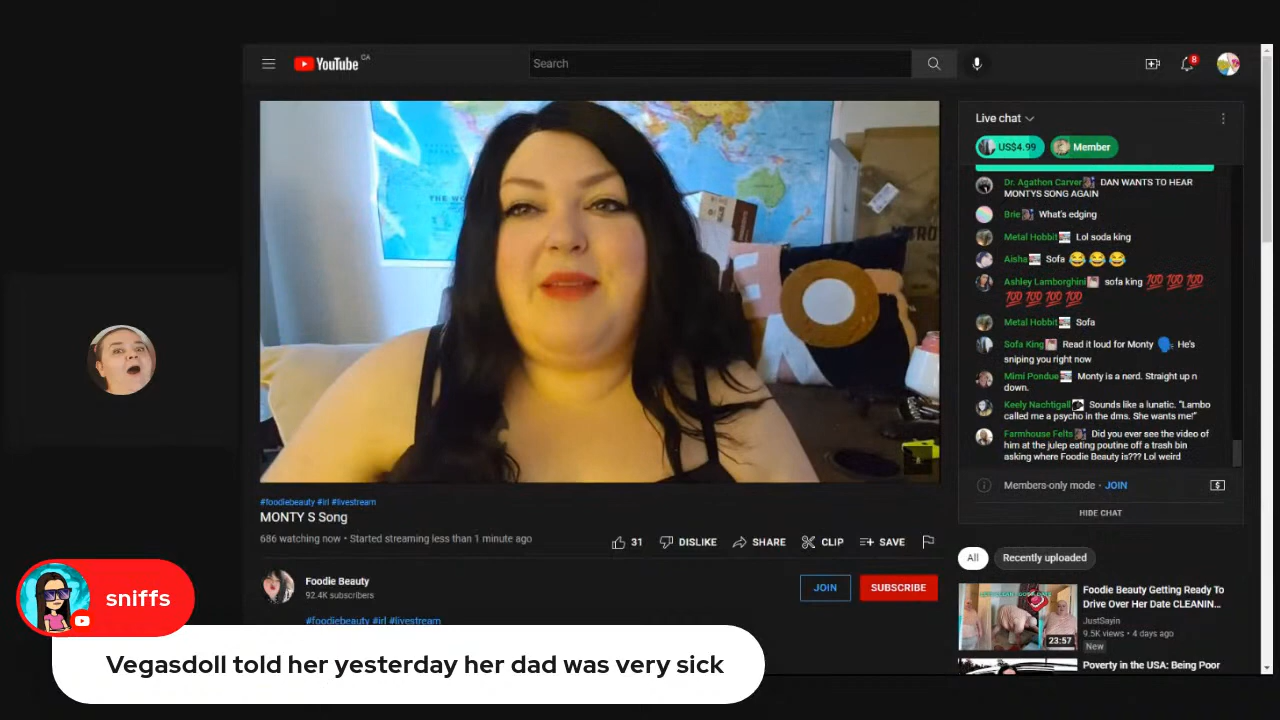 YouTube CA
Search
8
Live chat
US$4.99
Member
Dr. Agathon Carver DAN WANTS TO HEAR
MONTYS SONG AGAIN
Brie What's edging
Metal Hobbit Lol soda king
Aisha Sofa
Ashley Lamborghini sofa king 100 100 100
100 100 100 100
Metal Hobbit Sofa
Sofa King Read it loud for Monty He's
sniping you right now
Mimi Pondue Monty is a nerd. Straight up n
down.
Keely Nachtigall Sounds like a lunatic. "Lambo
called me a psycho in the dms. She wants me!"
Farmhouse Felts Did you ever see the video of
him at the julep eating poutine off a trash bin
asking where Foodie Beauty is??? Lol weird
Members-only mode · JOIN
HIDE CHAT
#foodiebeauty #irl #livestream
MONTY S Song
686 watching now • Started streaming less than 1 minute ago
31
DISLIKE
SHARE
CLIP
SAVE
Foodie Beauty
92.4K subscribers
JOIN
SUBSCRIBE
#foodiebeauty #irl #livestream
All
Recently uploaded
Foodie Beauty Getting Ready To
Drive Over Her Date CLEANIN...
JustSayin
9.5K views • 4 days ago
New
23:57
Poverty in the USA: Being Poor
sniffs
Vegasdoll told her yesterday her dad was very sick